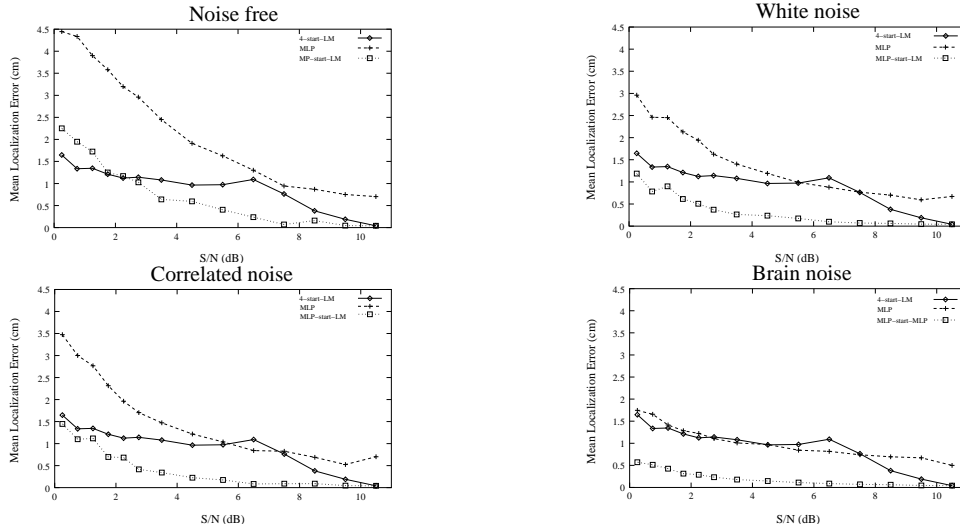 Noise free
4-start-LM
MLP
MP-start-LM
Mean Localization Error (cm)
4.5
4
3.5
3
2.5
2
1.5
1
0.5
0
0 2 4 6 8 10
S/N (dB)
White noise
4-start-LM
MLP
MLP-start-LM
Mean Localization Error (cm)
4.5
4
3.5
3
2.5
2
1.5
1
0.5
0
0 2 4 6 8 10
S/N (dB)
Correlated noise
4-start-LM
MLP
MLP-start-LM
Mean Localization Error (cm)
4.5
4
3.5
3
2.5
2
1.5
1
0.5
0
0 2 4 6 8 10
S/N (dB)
Brain noise
4-start-LM
MLP
MLP-start-MLP
Mean Localization Error (cm)
4.5
4
3.5
3
2.5
2
1.5
1
0.5
0
0 2 4 6 8 10
S/N (dB)